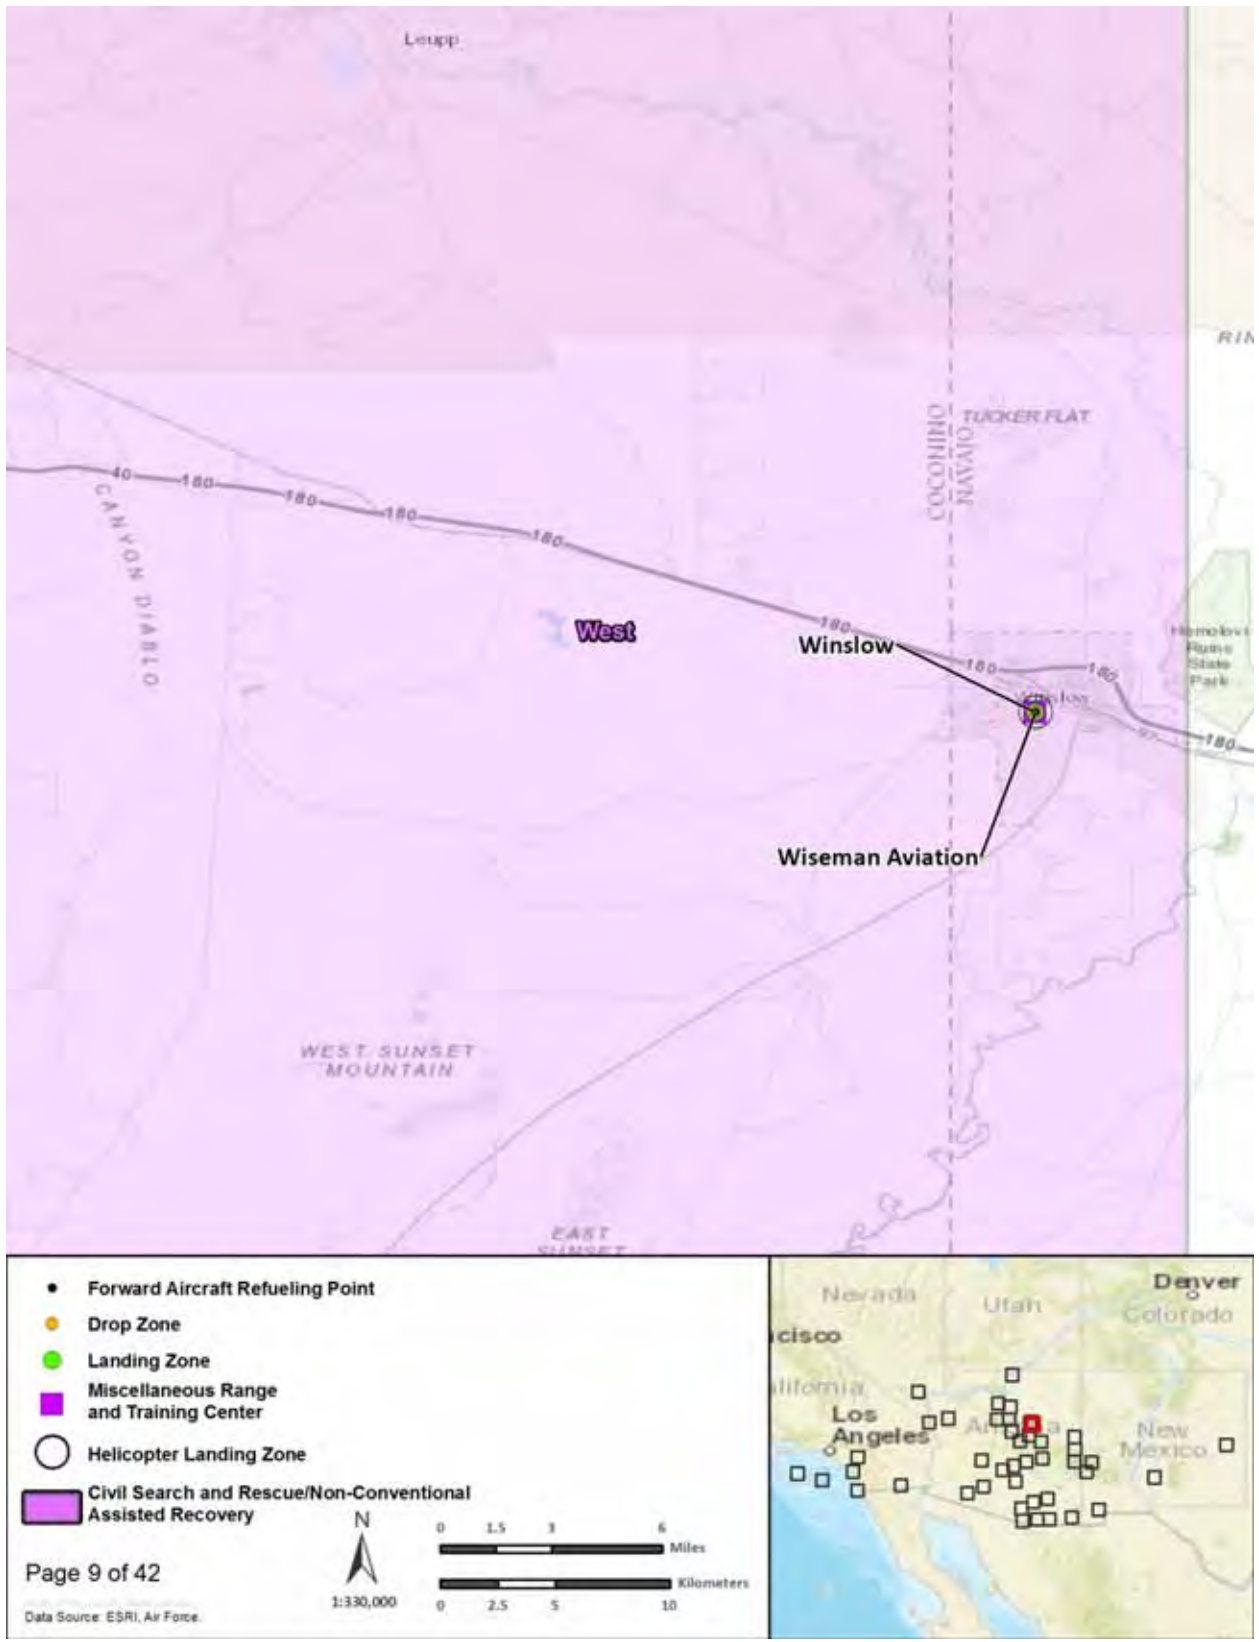 Leupp
RIN
COCONINO
NAVAJO
TUCKER FLAT
40
180
180
180
180
CANYON DIABLO
West
180
Winslow
180
180
Winslow
Homolovi
Ruins
State
Park
180
Wiseman Aviation
WEST SUNSET
MOUNTAIN
EAST
SUNSET
Forward Aircraft Refueling Point
Drop Zone
Landing Zone
Miscellaneous Range
and Training Center
Helicopter Landing Zone
Civil Search and Rescue/Non-Conventional
Assisted Recovery
Page 9 of 42
Data Source: ESRI, Air Force.
N
1:330,000
0 1.5 3 6
Miles
Kilometers
0 2.5 5 10
Denver
Nevada
Utah
Colorado
cisco
alifornia
Los
Angeles
New
Mexico